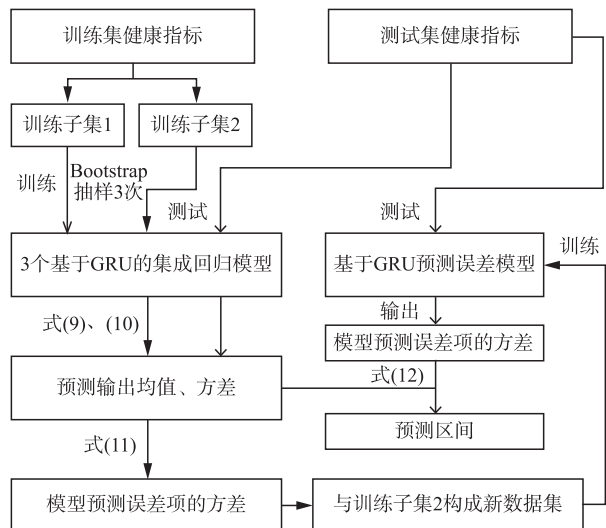 训练集健康指标
测试集健康指标
训练子集1
训练子集2
训练
Bootstrap
抽样3次
测试
测试
训练
3个基于GRU的集成回归模型
基于GRU预测误差模型
输出
式(9)、(10)
模型预测误差项的方差
预测输出均值、方差
式(12)
预测区间
式(11)
模型预测误差项的方差
与训练子集2构成新数据集